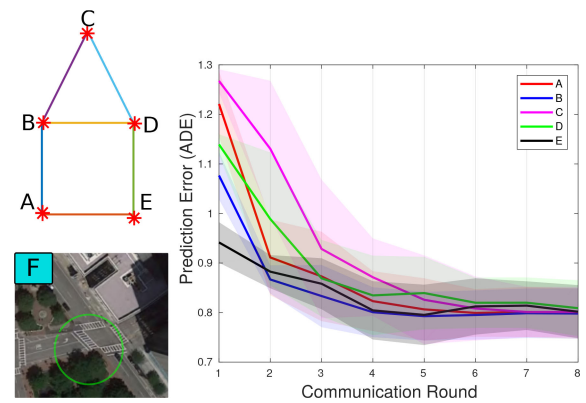 C
B
D
A
E
F
Prediction Error (ADE)
1.3
1.2
1.1
1
0.9
0.8
0.7
1 2 3 4 5 6 7 8
Communication Round
A
B
C
D
E